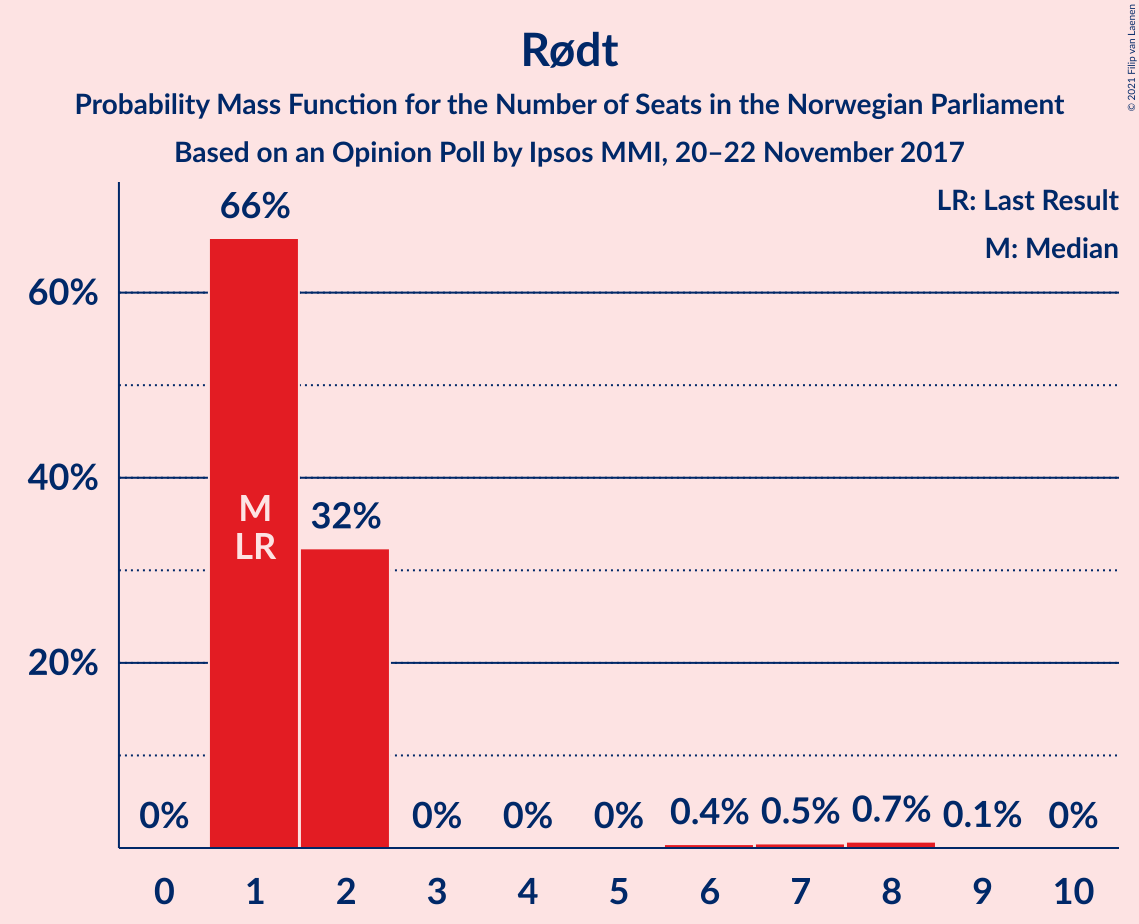 Rødt
Probability Mass Function for the Number of Seats in the Norwegian Parliament
Based on an Opinion Poll by Ipsos MMI, 20–22 November 2017
© 2021 Filip van Laenen
LR: Last Result
M: Median
60%
40%
20%
66%
M
LR
32%
0%
0%
0%
0%
0.4%
0.5%
0.7%
0.1%
0%
0 1 2 3 4 5 6 7 8 9 10